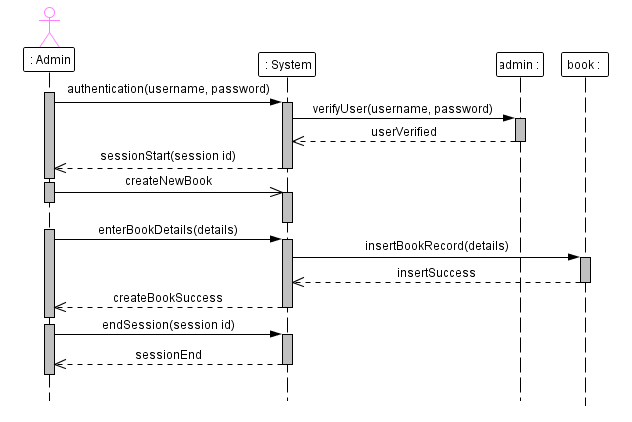 : Admin
: System
admin :
book :
authentication(username, password)
verifyUser(username, password)
userVerified
sessionStart(session id)
createNewBook
enterBookDetails(details)
insertBookRecord(details)
insertSuccess
createBookSuccess
endSession(session id)
sessionEnd